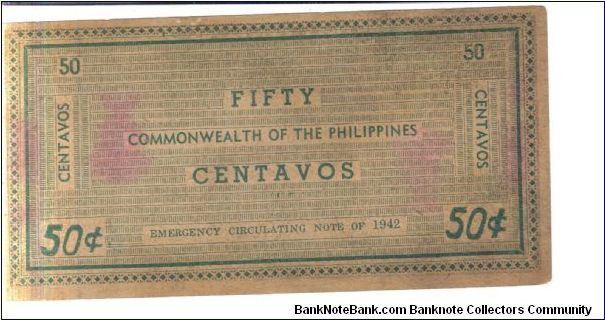 50 50
FIFTY
CENTAVOS CENTAVOS
COMMONWEALTH OF THE PHILIPPINES
CENTAVOS
50¢ 50¢
EMERGENCY CIRCULATING NOTE OF 1942
BankNoteBank.com Banknote Collectors Community